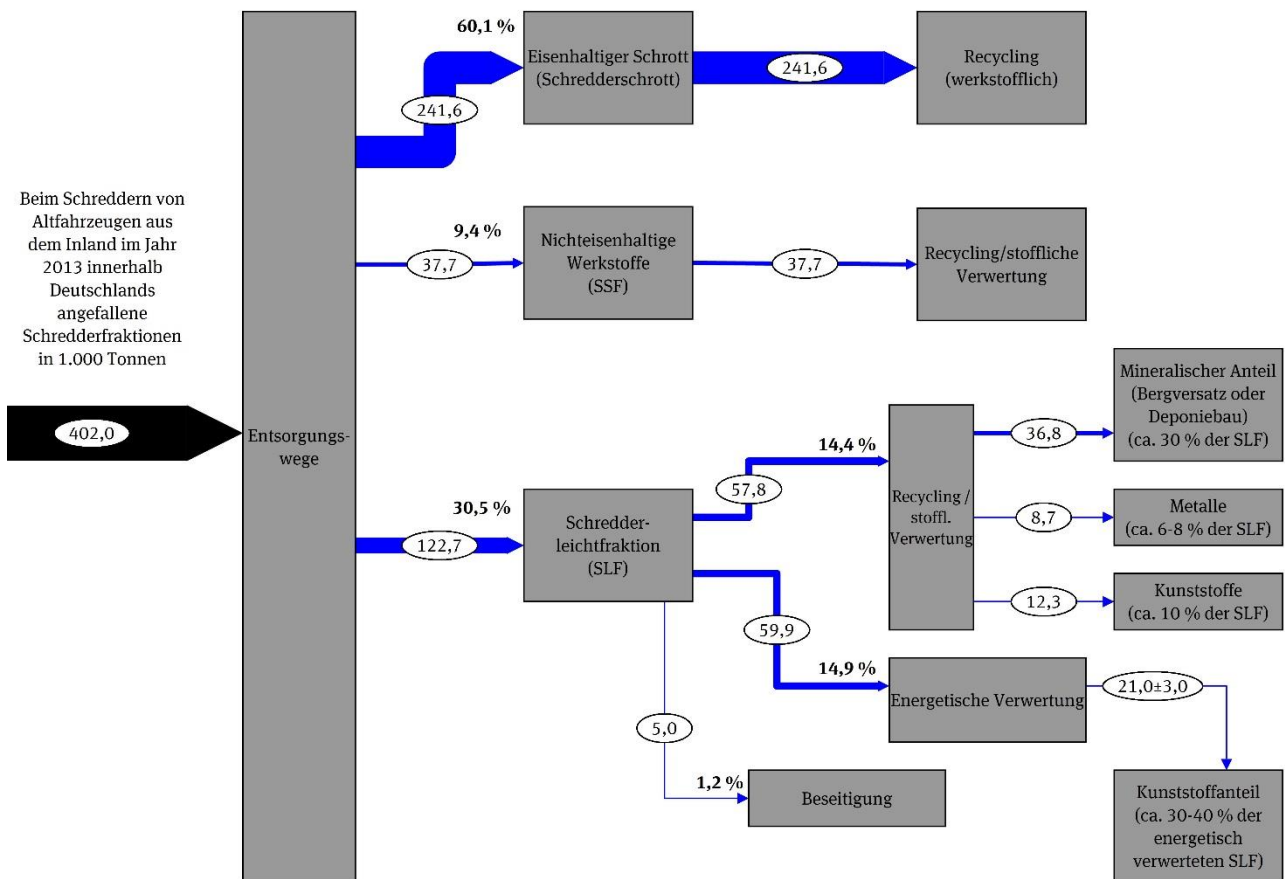 Beim Schreddern von
Altfahrzeugen aus
dem Inland im Jahr
2013 innerhalb
Deutschlands
angefallene
Schredderfraktionen
in 1.000 Tonnen
402,0
Entsorgungs-
wege
60,1 %
241,6
Eisenhaltiger Schrott
(Schredderschrott)
241,6
Recycling
(werkstofflich)
9,4 %
37,7
Nichteisenhaltige
Werkstoffe
(SSF)
37,7
Recycling/stoffliche
Verwertung
30,5 %
122,7
Schredder-
leichtfraktion
(SLF)
14,4 %
57,8
Recycling /
stoffl.
Verwertung
36,8
Mineralischer Anteil
(Bergversatz oder
Deponiebau)
(ca. 30 % der SLF)
8,7
Metalle
(ca. 6-8 % der SLF)
12,3
Kunststoffe
(ca. 10 % der SLF)
59,9
14,9 %
Energetische Verwertung
21,0±3,0
Kunststoffanteil
(ca. 30-40 % der
energetisch
verwerteten SLF)
5,0
1,2 %
Beseitigung